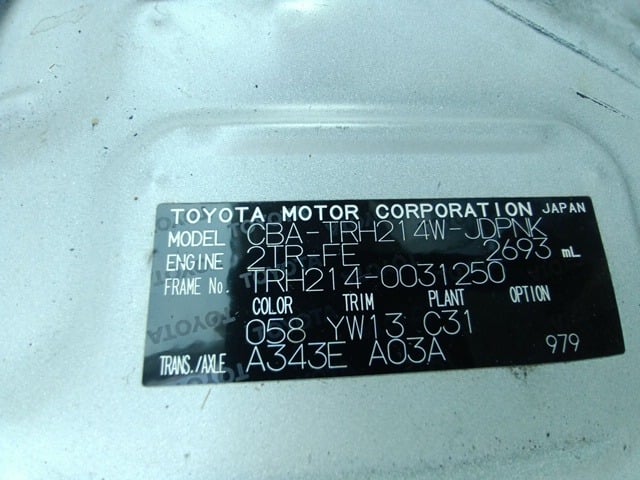 TOYOTA MOTOR CORPORATION JAPAN
MODEL CBA-TRH214W-JDPNK
ENGINE 2TR-FE 2693 mL
FRAME No. TRH214-0031250
COLOR TRIM PLANT OPTION
058 YW13 C31
TRANS./AXLE A343E A03A 979